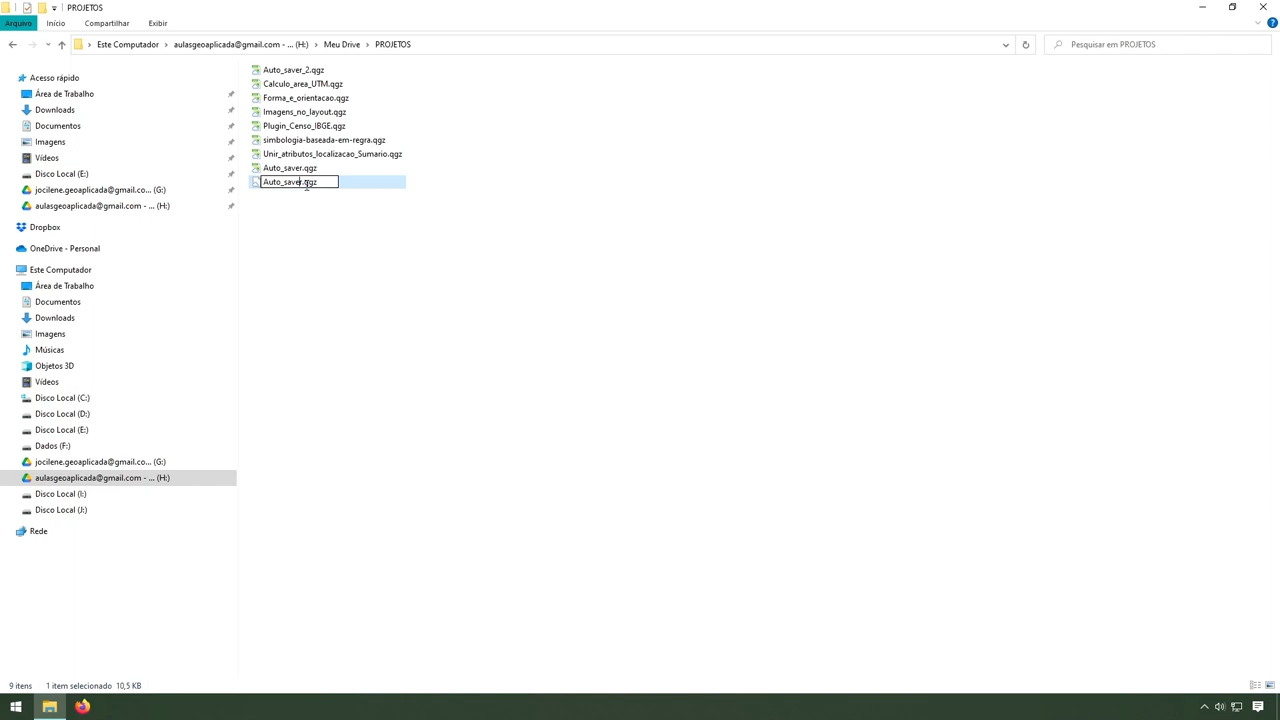 PROJETOS
Arquivo Início Compartilhar Exibir
Este Computador > aulasgeoaplicada@gmail.com - ... (H:) > Meu Drive > PROJETOS
Pesquisar em PROJETOS
Acesso rápido
Área de Trabalho
Downloads
Documentos
Imagens
Vídeos
Disco Local (E:)
jocilene.geoaplicada@gmail.co... (G:)
aulasgeoaplicada@gmail.com - ... (H:)
Dropbox
OneDrive - Personal
Este Computador
Área de Trabalho
Documentos
Downloads
Imagens
Músicas
Objetos 3D
Vídeos
Disco Local (C:)
Disco Local (D:)
Disco Local (E:)
Dados (F:)
jocilene.geoaplicada@gmail.co... (G:)
aulasgeoaplicada@gmail.com - ... (H:)
Disco Local (I:)
Disco Local (J:)
Rede
Auto_saver_2.qgz
Calculo_area_UTM.qgz
Forma_e_orientacao.qgz
Imagens_no_layout.qgz
Plugin_Censo_IBGE.qgz
simbologia-baseada-em-regra.qgz
Unir_atributos_localizacao_Sumario.qgz
Auto_saver.qgz
Auto_saver.qgz
9 itens 1 item selecionado 10,5 KB